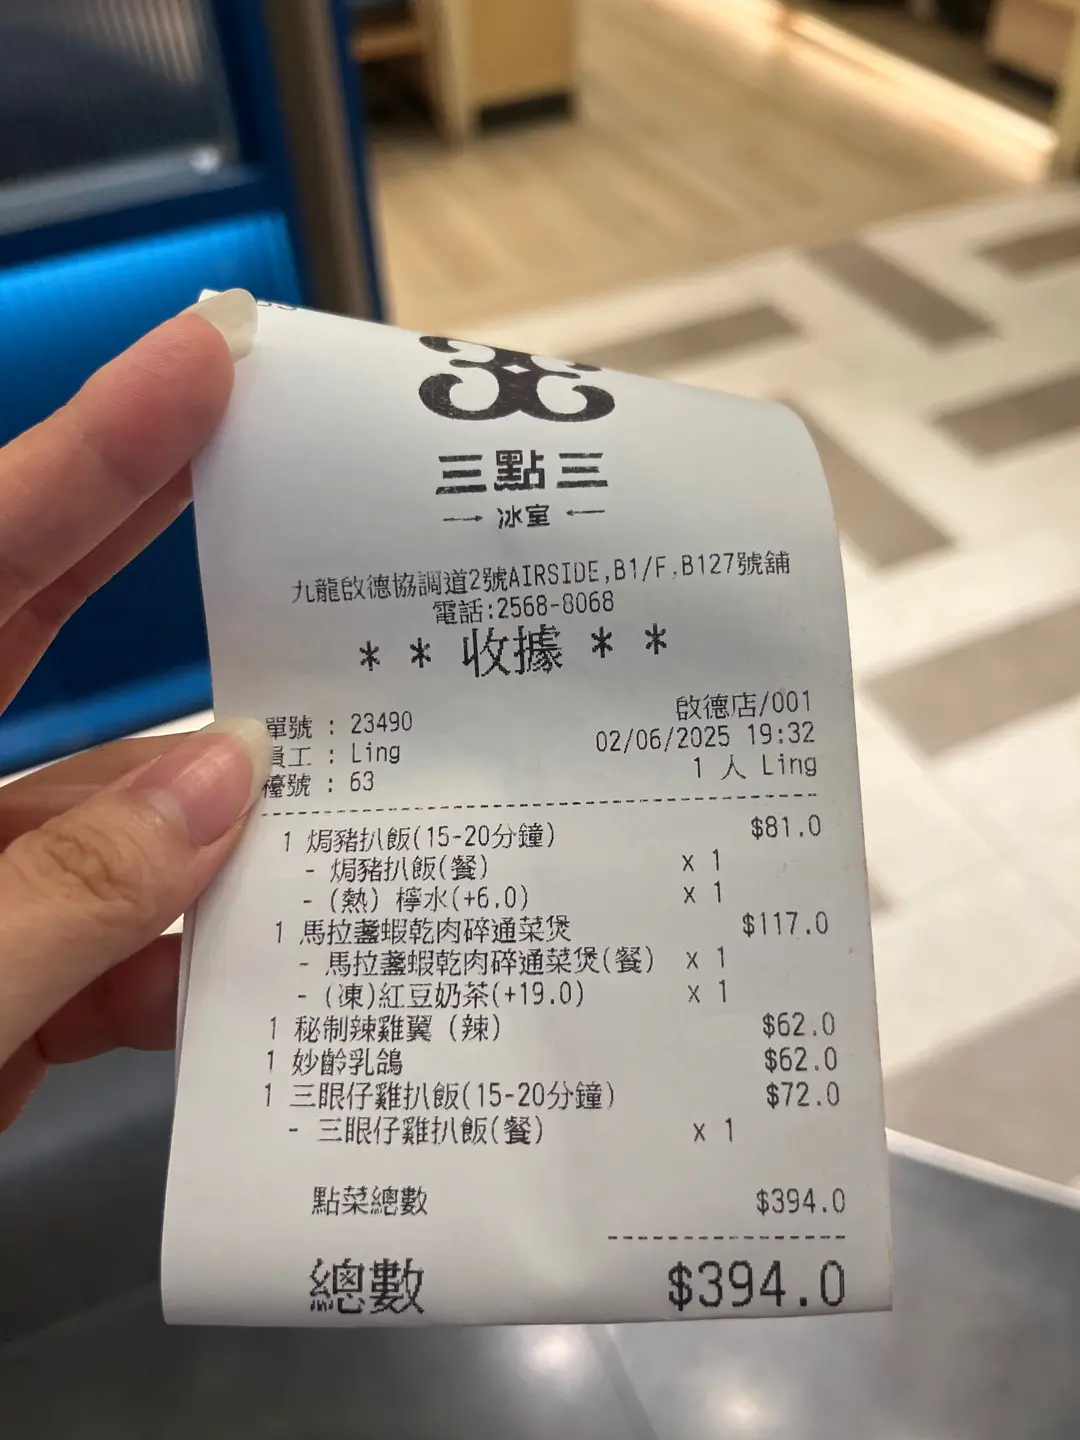 三點三
冰室
九龍啟德協調道2號AIRSIDE,B1/F,B127號舖
電話:2568-8068
* * 收據 * *
啟德店/001
單號 : 23490
02/06/2025 19:32
員工 : Ling
1 人 Ling
檯號 : 63
1 焗豬扒飯(15-20分鐘) $81.0
- 焗豬扒飯(餐) x 1
- (熱) 檸水(+6.0) x 1
1 馬拉盞蝦乾肉碎通菜煲 $117.0
- 馬拉盞蝦乾肉碎通菜煲(餐) x 1
- (凍)紅豆奶茶(+19.0) x 1
1 秘制辣雞翼 (辣) $62.0
1 妙齡乳鴿 $62.0
1 三眼仔雞扒飯(15-20分鐘) $72.0
- 三眼仔雞扒飯(餐) x 1
點菜總數 $394.0
總數 $394.0